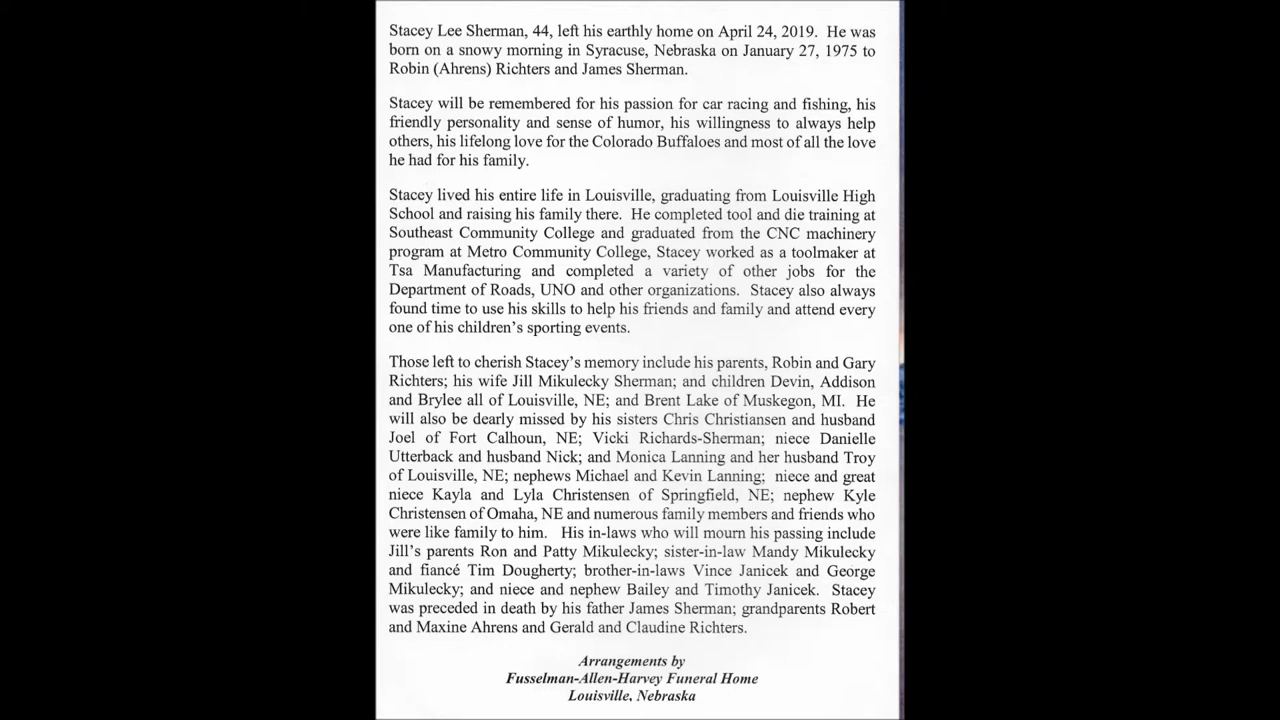 Stacey Lee Sherman, 44, left his earthly home on April 24, 2019. He was
born on a snowy morning in Syracuse, Nebraska on January 27, 1975 to
Robin (Ahrens) Richters and James Sherman.
Stacey will be remembered for his passion for car racing and fishing, his
friendly personality and sense of humor, his willingness to always help
others, his lifelong love for the Colorado Buffaloes and most of all the love
he had for his family.
Stacey lived his entire life in Louisville, graduating from Louisville High
School and raising his family there. He completed tool and die training at
Southeast Community College and graduated from the CNC machinery
program at Metro Community College, Stacey worked as a toolmaker at
Tsa Manufacturing and completed a variety of other jobs for the
Department of Roads, UNO and other organizations. Stacey also always
found time to use his skills to help his friends and family and attend every
one of his children's sporting events.
Those left to cherish Stacey's memory include his parents, Robin and Gary
Richters; his wife Jill Mikulecky Sherman; and children Devin, Addison
and Brylee all of Louisville, NE; and Brent Lake of Muskegon, MI. He
will also be dearly missed by his sisters Chris Christiansen and husband
Joel of Fort Calhoun, NE; Vicki Richards-Sherman; niece Danielle
Utterback and husband Nick; and Monica Lanning and her husband Troy
of Louisville, NE; nephews Michael and Kevin Lanning; niece and great
niece Kayla and Lyla Christensen of Springfield, NE; nephew Kyle
Christensen of Omaha, NE and numerous family members and friends who
were like family to him. His in-laws who will mourn his passing include
Jill's parents Ron and Patty Mikulecky; sister-in-law Mandy Mikulecky
and fiancé Tim Dougherty; brother-in-laws Vince Janicek and George
Mikulecky; and niece and nephew Bailey and Timothy Janicek. Stacey
was preceded in death by his father James Sherman; grandparents Robert
and Maxine Ahrens and Gerald and Claudine Richters.
Arrangements by
Fusselman-Allen-Harvey Funeral Home
Louisville, Nebraska